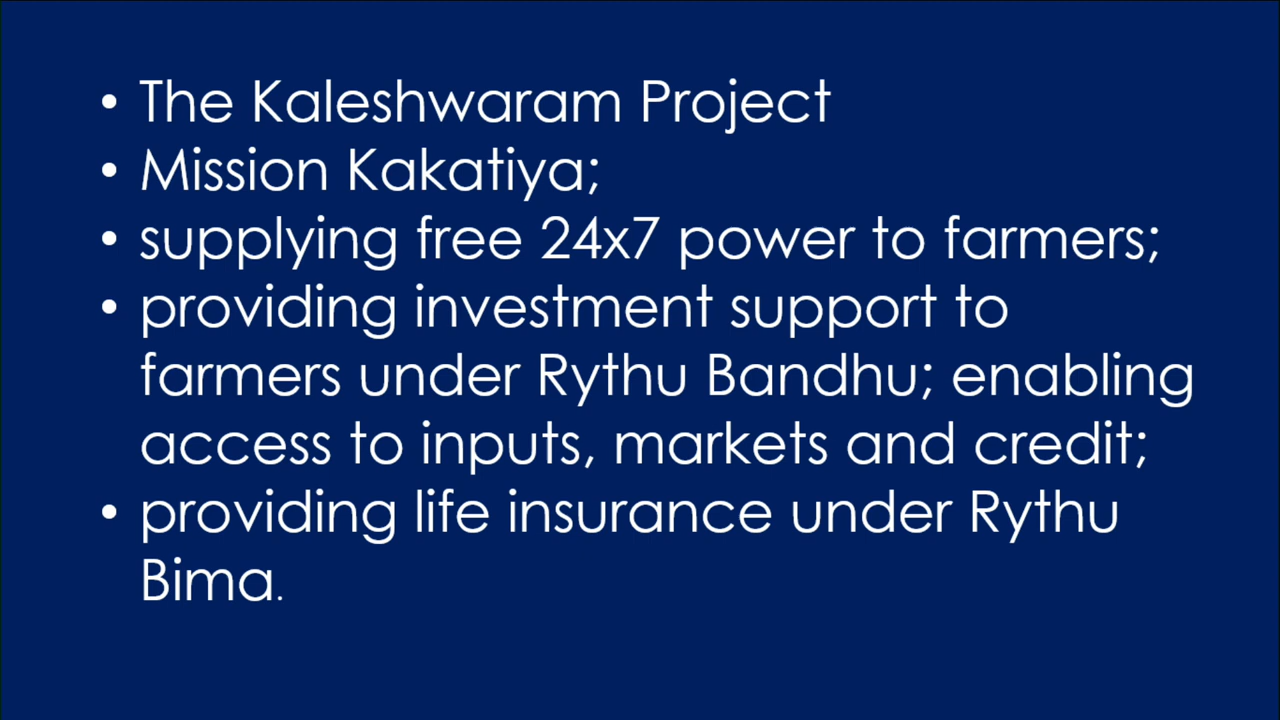 • The Kaleshwaram Project
• Mission Kakatiya;
• supplying free 24x7 power to farmers;
• providing investment support to
farmers under Rythu Bandhu; enabling
access to inputs, markets and credit;
• providing life insurance under Rythu
Bima.